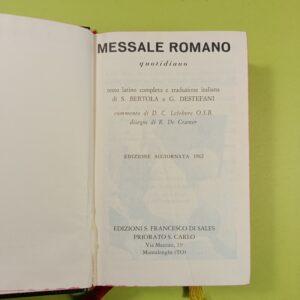 MESSALE ROMANO
quotidiano
testo latino completo e traduzione italiana
di S. BERTOLA e G. DESTEFANI
commento di D. G. Lefebvre O.S.B.
disegni di R. De Cramer
EDIZIONE AGGIORNATA 1962
EDIZIONI S. FRANCESCO DI SALES
PRIORATO S. CARLO
Via Mazzini, 19
Montalenghe (TO)